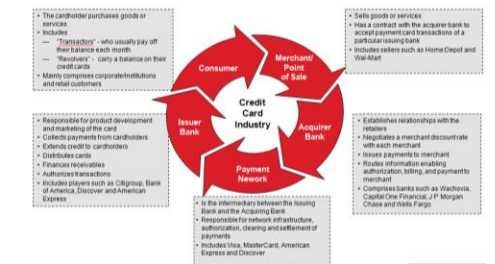 • The cardholder purchases goods or
services
• Includes
— "Transactors" - who usually pay off
their balance each month
— "Revolvers" - carry a balance on their
credit cards
• Mainly comprises corporate/institutions
and retail customers
• Sells goods or services
• Has a contract with the acquirer bank to
accept payment card transactions of a
particular issuing bank
• Includes sellers such as Home Depot and
Wal-Mart
Consumer
Merchant/
Point
of Sale
Credit
Card
Industry
Issuer
Bank
Acquirer
Bank
Payment
Nework
• Responsible for product development
and marketing of the card
• Collects payments from cardholders
• Extends credit to cardholders
• Distributes cards
• Finances receivables
• Authorizes transactions
• Includes players such as Citigroup, Bank
of America, Discover and American
Express
• Establishes relationships with the
retailers
• Negotiates a merchant discount rate
with each merchant
• Issues payments to merchant
• Routes information enabling
authorization, billing, and payment to
merchant
• Comprises banks such as Wachovia,
Capital One Financial, J P Morgan
Chase and Wells Fargo
• Is the intermediary between the Issuing
Bank and the Acquiring Bank
• Responsible for network infrastructure,
authorization, clearing and settlement of
payments
• Includes Visa, MasterCard, American
Express and Discover